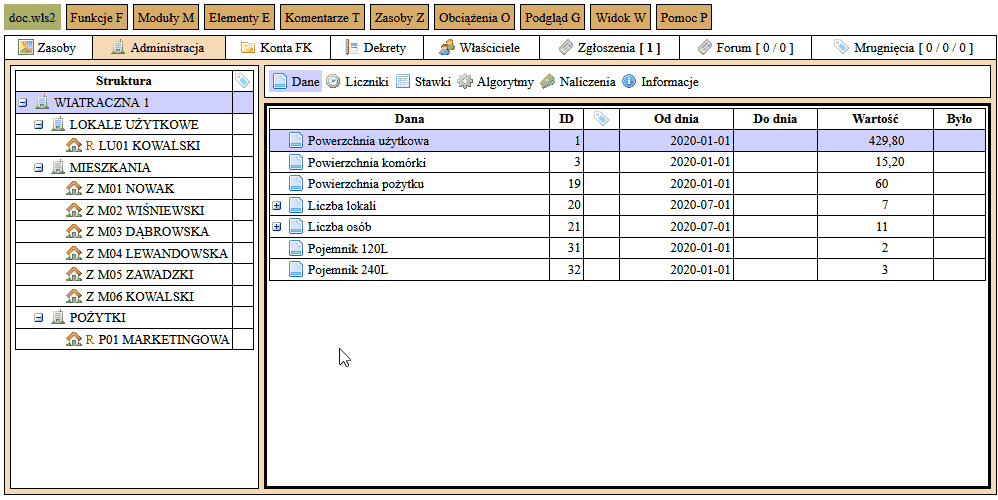 doc.wls2 Funkcje F Moduły M Elementy E Komentarze T Zasoby Z Obciążenia O Podgląd G Widok W Pomoc P
Zasoby Administracja Konta FK Dekrety Właściciele Zgłoszenia [ 1 ] Forum [ 0 / 0 ] Mrugnięcia [ 0 / 0 / 0 ]
Struktura
WIATRACZNA 1
LOKALE UŻYTKOWE
R LU01 KOWALSKI
MIESZKANIA
Z M01 NOWAK
Z M02 WIŚNIEWSKI
Z M03 DĄBROWSKA
Z M04 LEWANDOWSKA
Z M05 ZAWADZKI
Z M06 KOWALSKI
POŻYTKI
R P01 MARKETINGOWA
Dane Liczniki Stawki Algorytmy Naliczenia Informacje
Dana ID Od dnia Do dnia Wartość Było
Powerzchnia użytkowa 1 2020-01-01 429,80
Powierzchnia komórki 3 2020-01-01 15,20
Powierzchnia pożytku 19 2020-01-01 60
Liczba lokali 20 2020-07-01 7
Liczba osób 21 2020-07-01 11
Pojemnik 120L 31 2020-01-01 2
Pojemnik 240L 32 2020-01-01 3